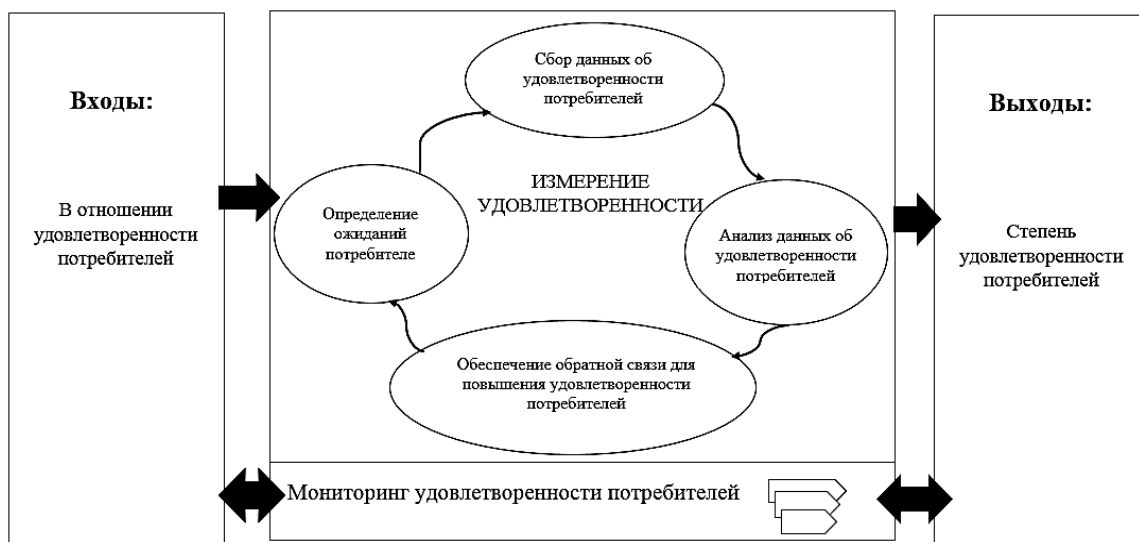 Входы:
В отношении
удовлетворенности
потребителей
Сбор данных об
удовлетворенности
потребителей
ИЗМЕРЕНИЕ
УДОВЛЕТВОРЕННОСТИ
Определение
ожиданий
потребителе
Анализ данных об
удовлетворенности
потребителей
Обеспечение обратной связи для
повышения удовлетворенности
потребителей
Мониторинг удовлетворенности потребителей
Выходы:
Степень
удовлетворенности
потребителей